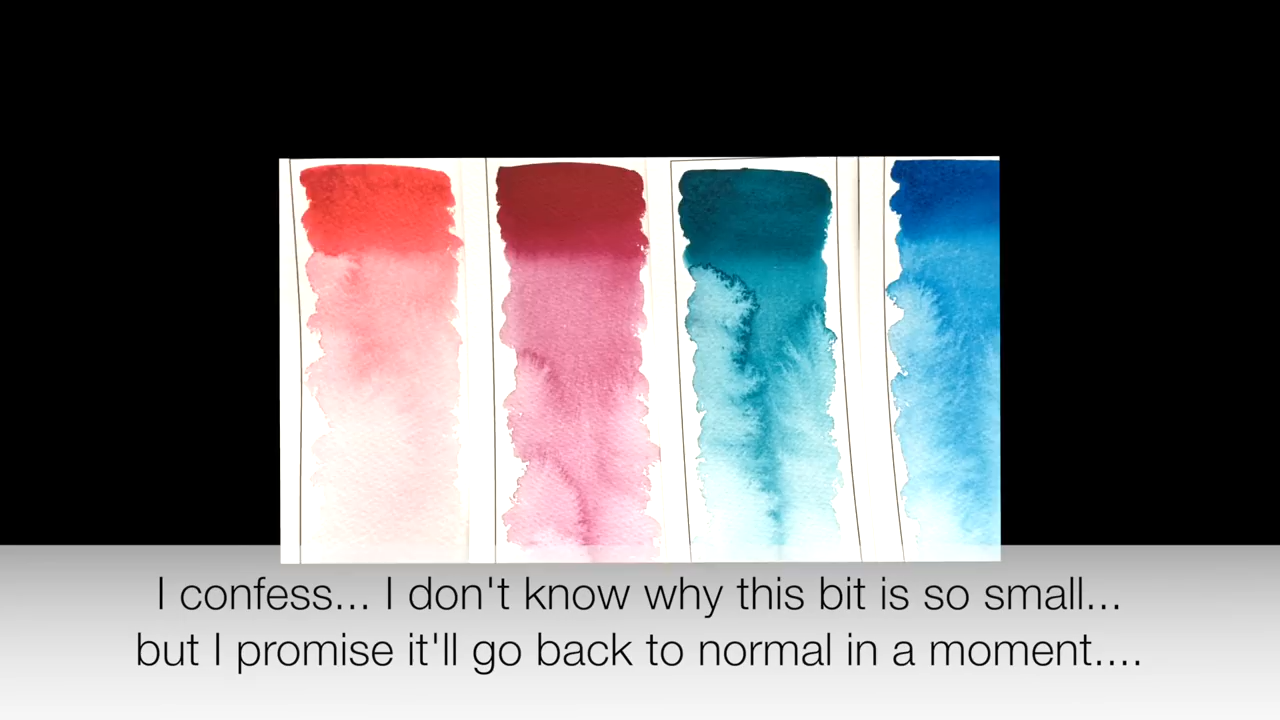 I confess... I don't know why this bit is so small...
but I promise it'll go back to normal in a moment....